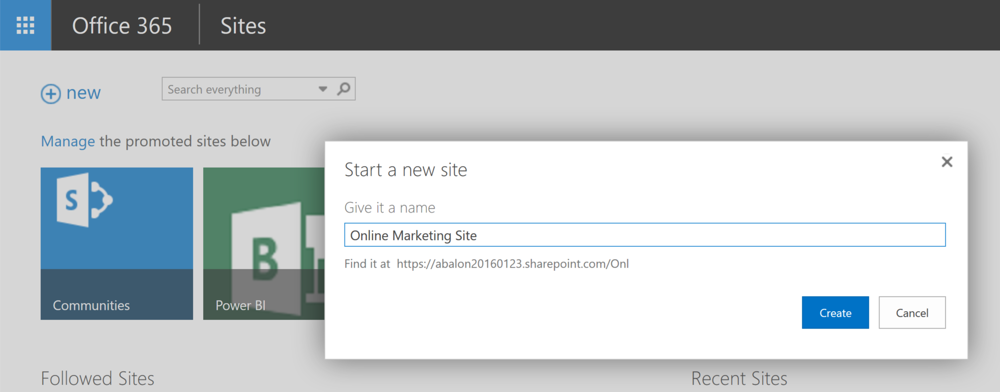 Office 365
Sites
new
Search everything
Manage the promoted sites below
S
Communities
B
Power BI
Start a new site
Give it a name
Online Marketing Site
Find it at https://abalon20160123.sharepoint.com/Onl
Create
Cancel
Followed Sites
Recent Sites